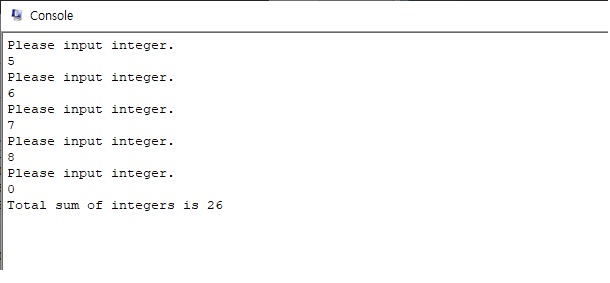 Console
Please input integer.
5
Please input integer.
6
Please input integer.
7
Please input integer.
8
Please input integer.
0
Total sum of integers is 26